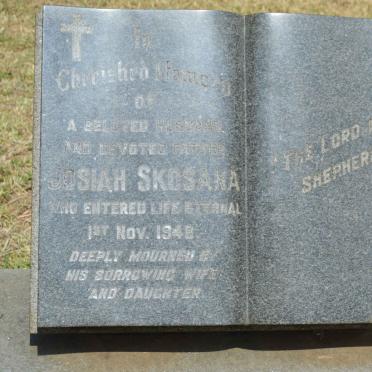 In
Cherished Memory
OF
A BELOVED HUSBAND
AND DEVOTED FATHER
JOSIAH SKOSANA
WHO ENTERED LIFE ETERNAL
1ST NOV. 1948
DEEPLY MOURNED BY
HIS SORROWING WIFE
AND DAUGHTER
"THE LORD
SHEPHER